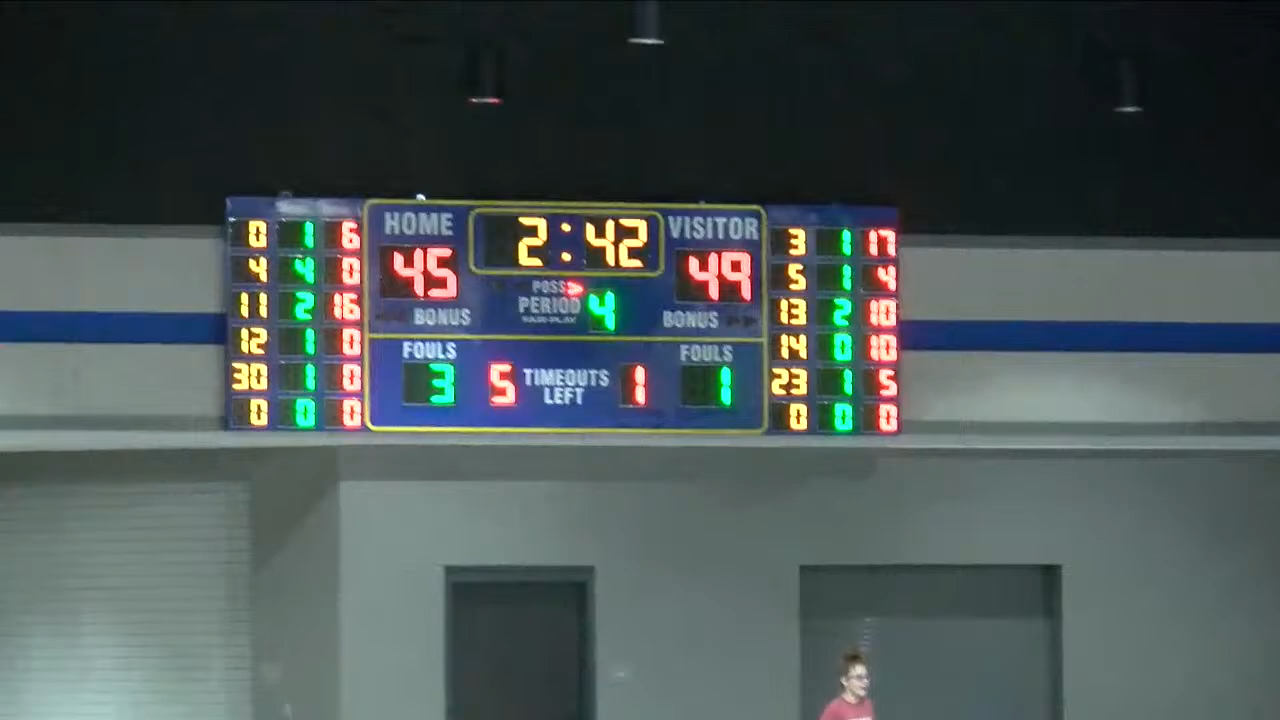 HOME 2:42 VISITOR
45 49
POSS >
PERIOD 4
BONUS BONUS
FOULS FOULS
3 5 TIMEOUTS LEFT 1 1
0 1 6
4 4 0
11 2 16
12 1 0
30 1 0
0 0 0
3 1 17
5 1 4
13 2 10
14 0 10
23 1 5
0 0 0